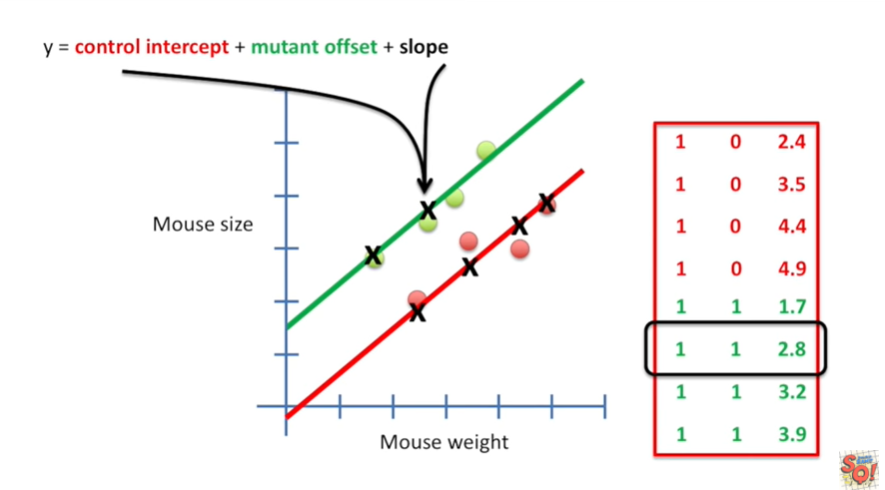 y = control intercept + mutant offset + slope
Mouse size
Mouse weight
1 0 2.4
1 0 3.5
1 0 4.4
1 0 4.9
1 1 1.7
1 1 2.8
1 1 3.2
1 1 3.9
X
X
X
X
X
X
SQ!